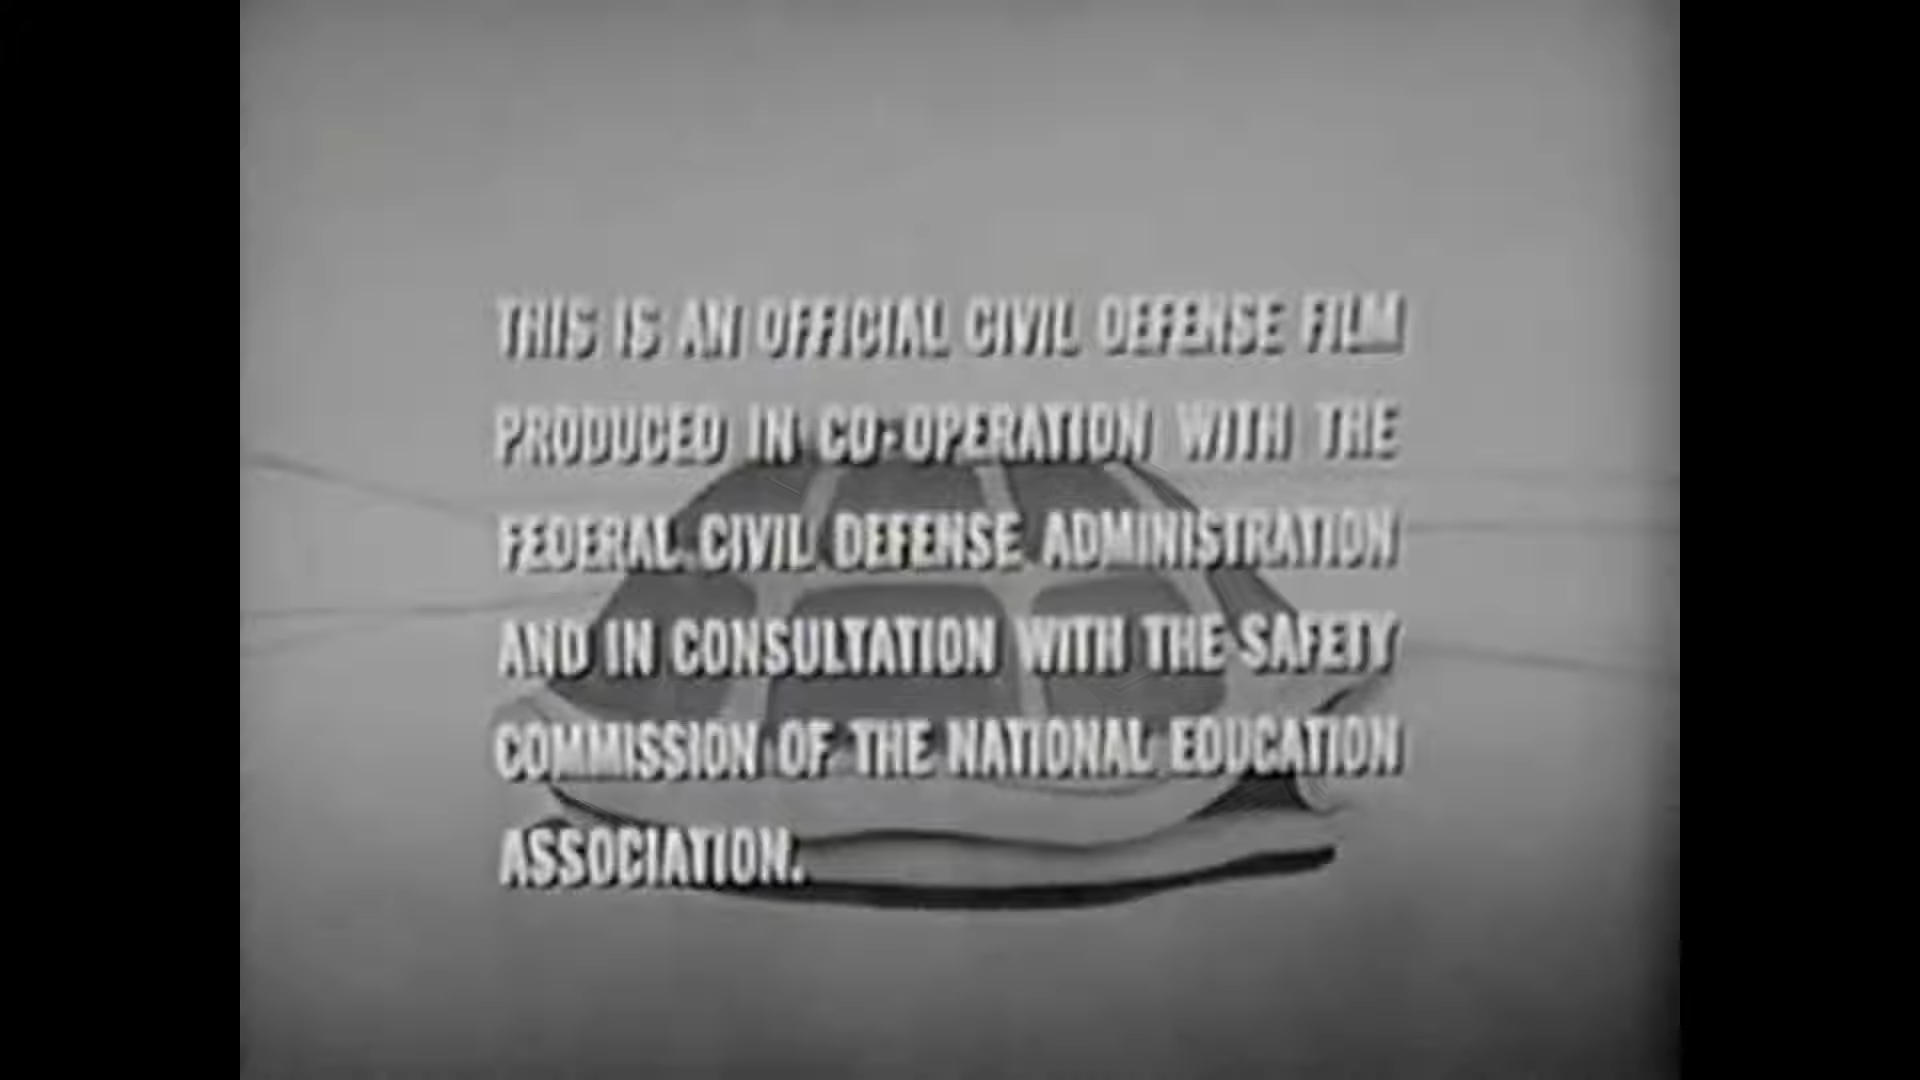 THIS IS AN OFFICIAL CIVIL DEFENSE FILM
PRODUCED IN CO-OPERATION WITH THE
FEDERAL CIVIL DEFENSE ADMINISTRATION
AND IN CONSULTATION WITH THE SAFETY
COMMISSION OF THE NATIONAL EDUCATION
ASSOCIATION.